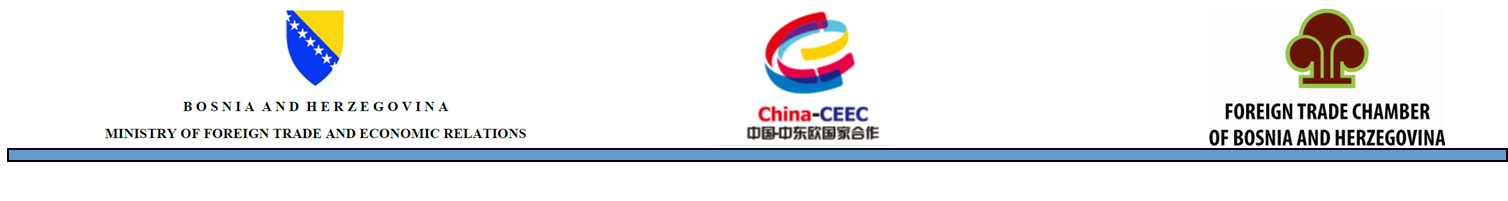 BOSNIA AND HERZEGOVINA
MINISTRY OF FOREIGN TRADE AND ECONOMIC RELATIONS
China-CEEC
中国-中东欧国家合作
FOREIGN TRADE CHAMBER
OF BOSNIA AND HERZEGOVINA